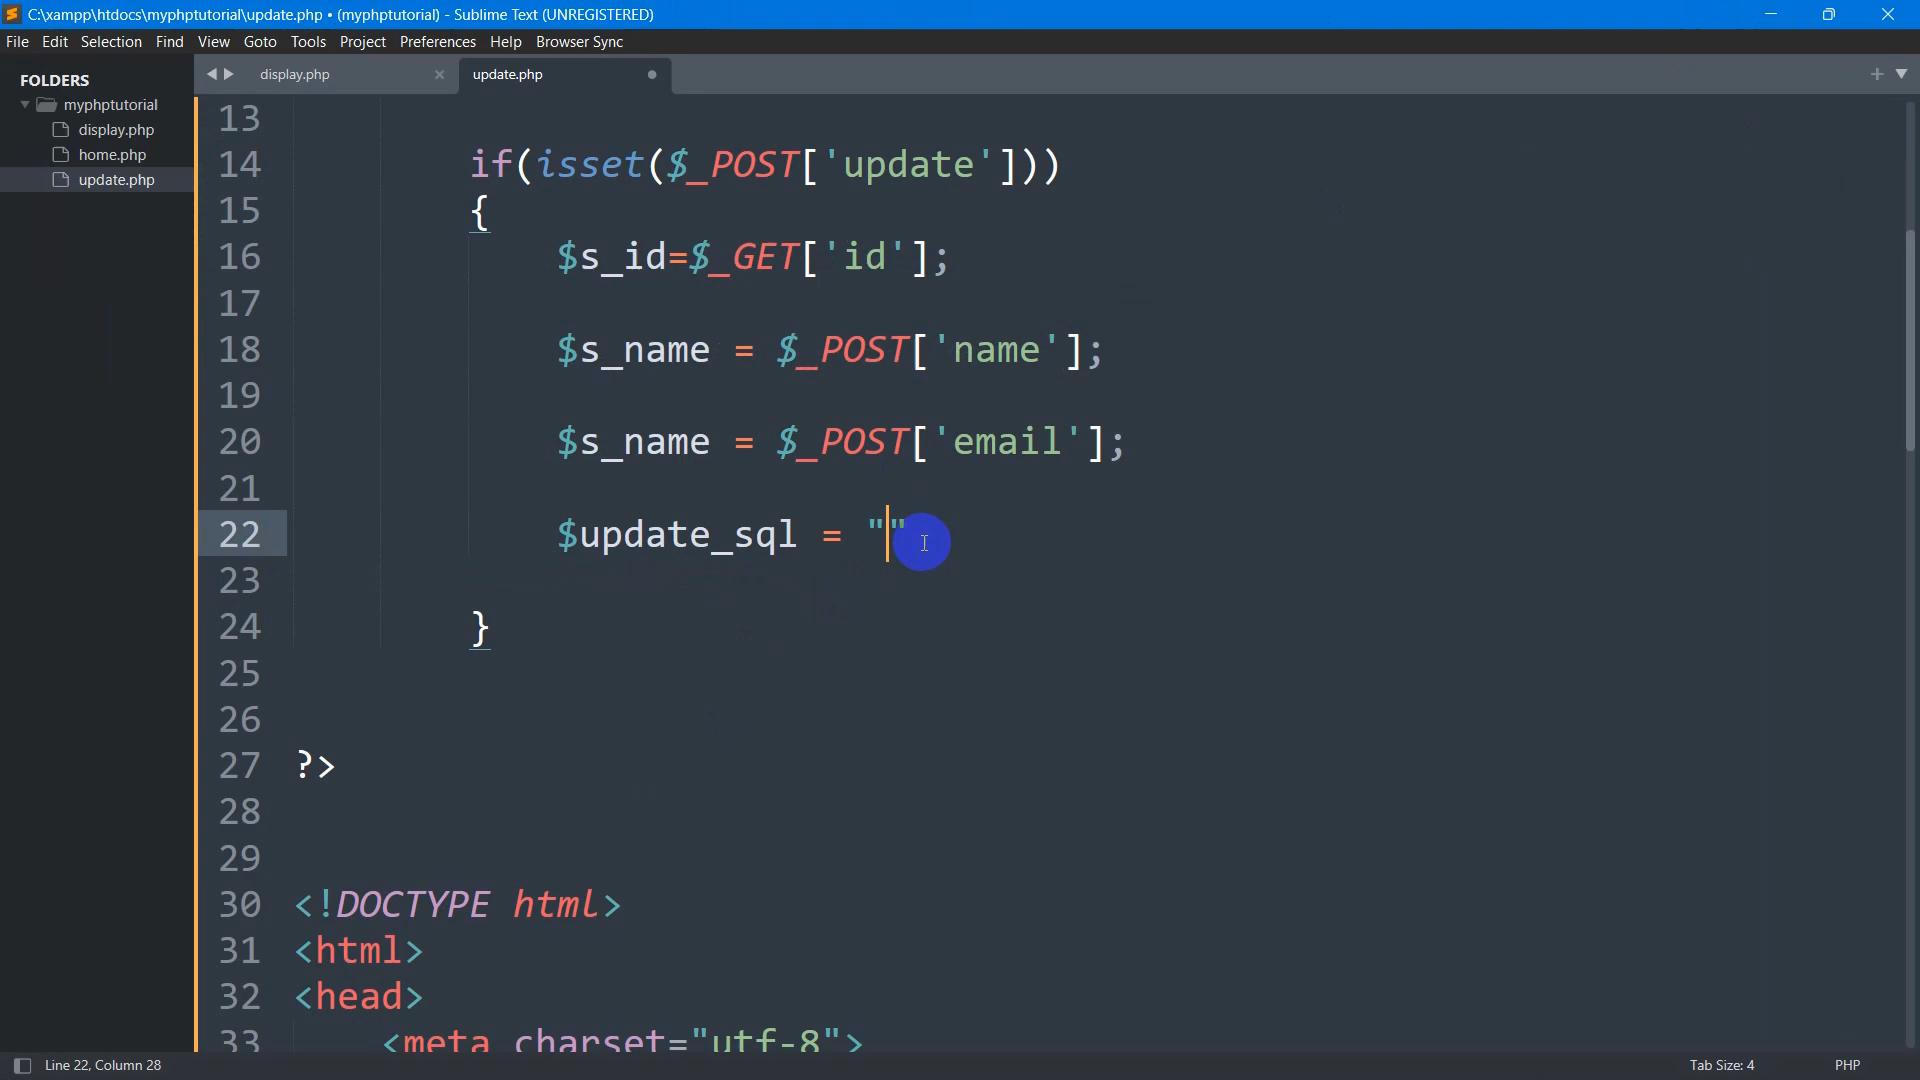 C:\xampp\htdocs\myphptutorial\update.php • (myphptutorial) - Sublime Text (UNREGISTERED)
File Edit Selection Find View Goto Tools Project Preferences Help Browser Sync
FOLDERS
myphptutorial
display.php
home.php
update.php
display.php × update.php
13
14 if(isset($_POST['update']))
15 {
16 $s_id=$_GET['id'];
17
18 $s_name = $_POST['name'];
19
20 $s_name = $_POST['email'];
21
22 $update_sql = ""
23
24 }
25
26
27 ?>
28
29
30 <!DOCTYPE html>
31 <html>
32 <head>
33 <meta charset="utf-8">
Line 22, Column 28 Tab Size: 4 PHP